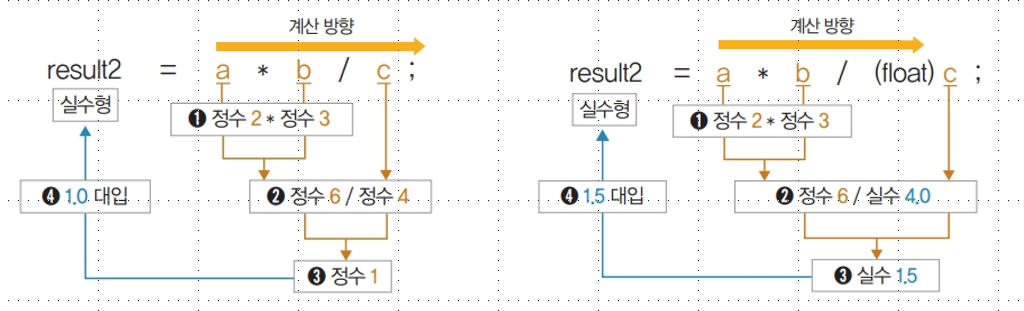 계산 방향
result2 = a * b / c ;
실수형
❶ 정수 2 * 정수 3
❹ 1.0 대입
❷ 정수 6 / 정수 4
❸ 정수 1
계산 방향
result2 = a * b / (float) c ;
실수형
❶ 정수 2 * 정수 3
❹ 1.5 대입
❷ 정수 6 / 실수 4.0
❸ 실수 1.5